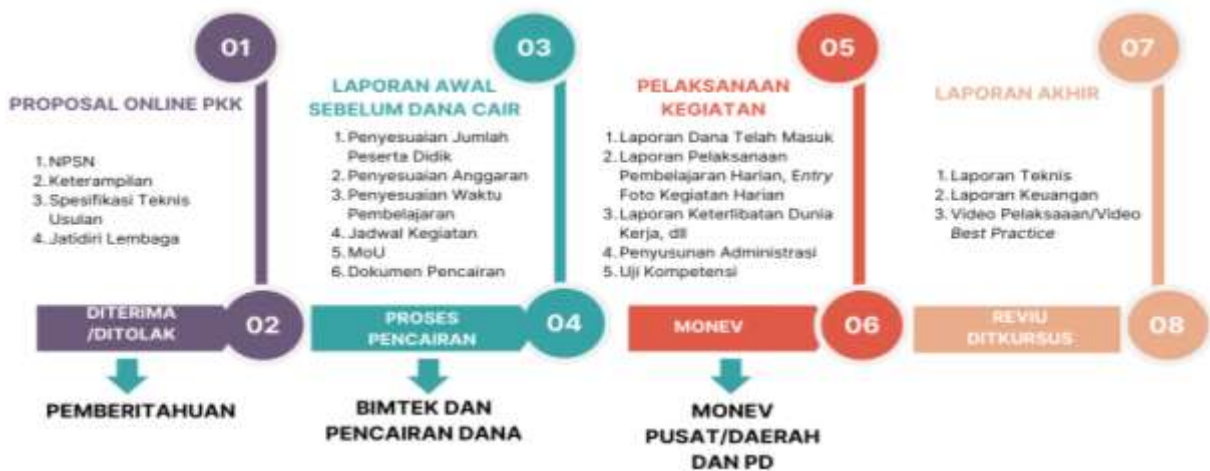 01
PROPOSAL ONLINE PKK
1. NPSN
2. Keterampilan
3. Spesifikasi Teknis
Usulan
4. Jatidiri Lembaga
DITERIMA
/DITOLAK
02
PEMBERITAHUAN
03
LAPORAN AWAL
SEBELUM DANA CAIR
1. Penyesuaian Jumlah
Peserta Didik
2. Penyesuaian Anggaran
3. Penyesuaian Waktu
Pembelajaran
4. Jadwal Kegiatan
5. MoU
6. Dokumen Pencairan
PROSES
PENCAIRAN
04
BIMTEK DAN
PENCAIRAN DANA
05
PELAKSANAAN
KEGIATAN
1. Laporan Dana Telah Masuk
2. Laporan Pelaksanaan
Pembelajaran Harian, Entry
Foto Kegiatan Harian
3. Laporan Keterlibatan Dunia
Kerja, dll
4. Penyusunan Administrasi
5. Uji Kompetensi
MONEV
06
MONEV
PUSAT/DAERAH
DAN PD
07
LAPORAN AKHIR
1. Laporan Teknis
2. Laporan Keuangan
3. Video Pelaksaaan/Video
Best Practice
REVIU
DITKURSUS
08